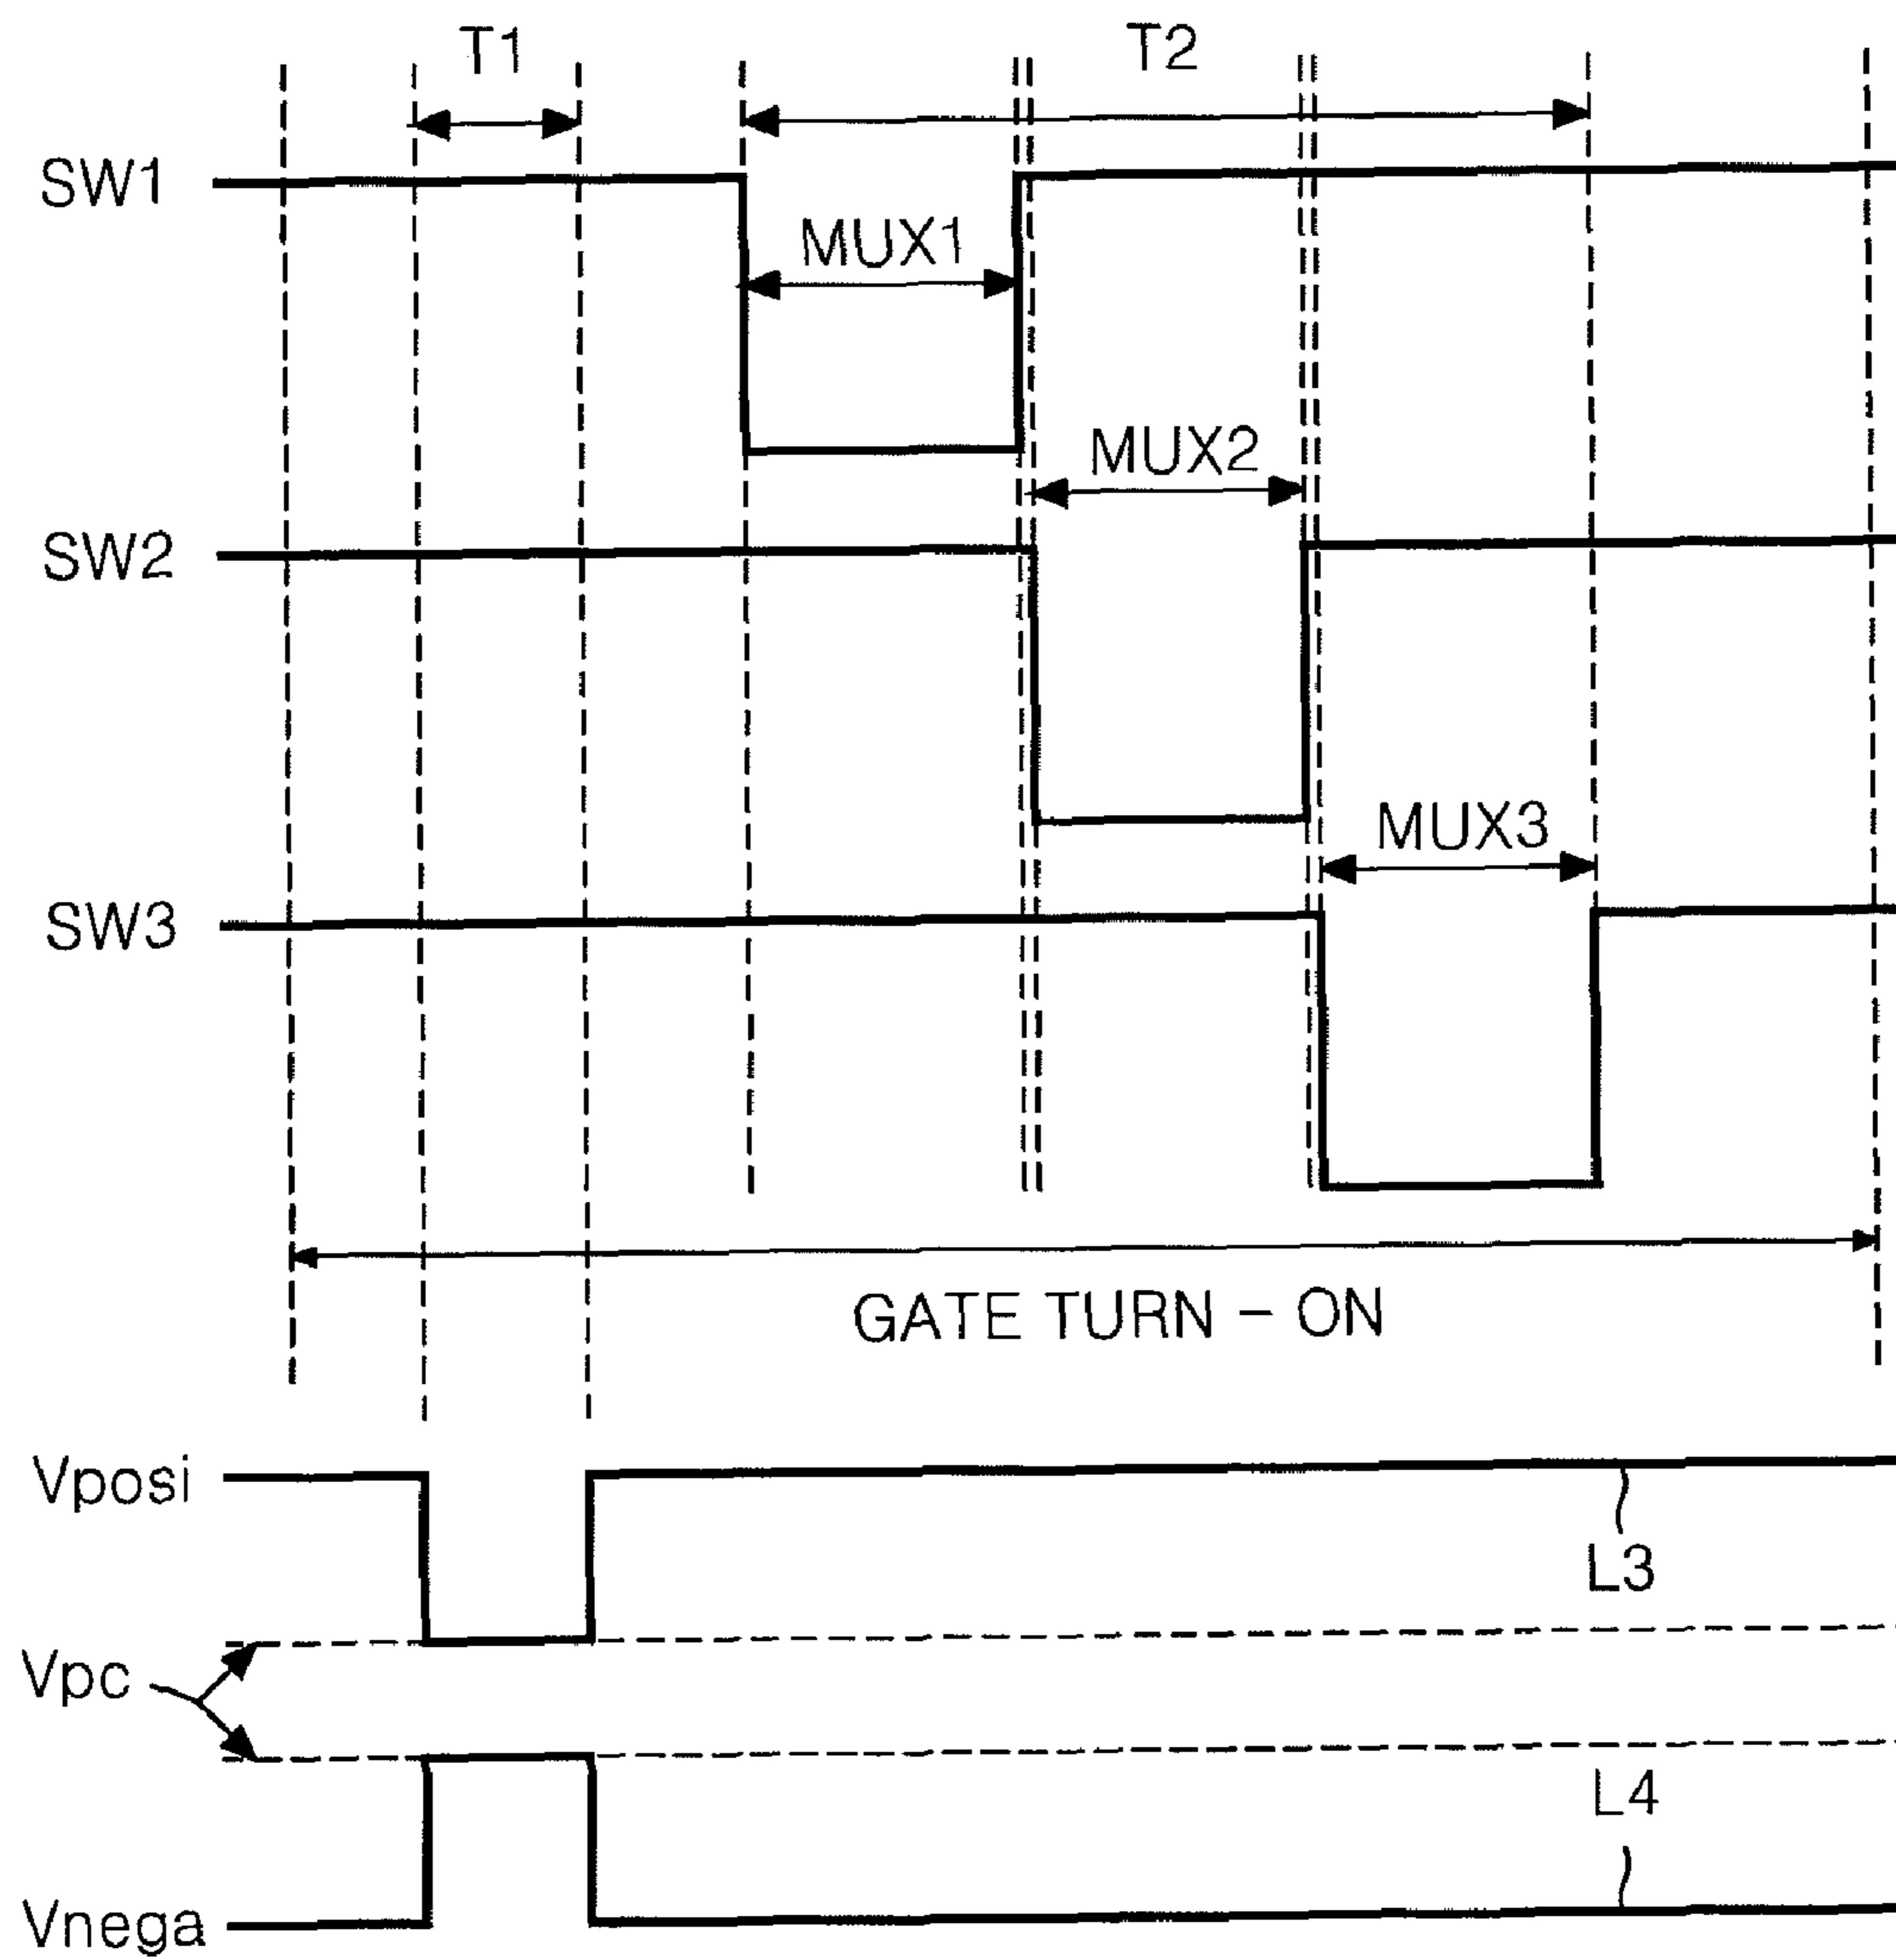 T1
T2
SW1
MUX1
MUX2
SW2
MUX3
SW3
GATE TURN – ON
Vposi
L3
Vpc
L4
Vnega